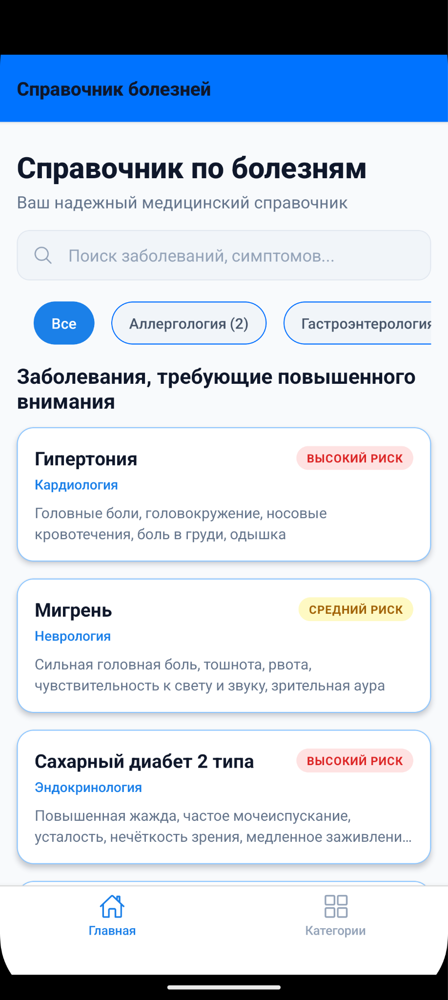 Справочник болезней
Справочник по болезням
Ваш надежный медицинский справочник
Поиск заболеваний, симптомов...
Все
Аллергология (2)
Гастроэнтерология
Заболевания, требующие повышенного
внимания
Гипертония
ВЫСОКИЙ РИСК
Кардиология
Головные боли, головокружение, носовые
кровотечения, боль в груди, одышка
Мигрень
СРЕДНИЙ РИСК
Неврология
Сильная головная боль, тошнота, рвота,
чувствительность к свету и звуку, зрительная аура
Сахарный диабет 2 типа
ВЫСОКИЙ РИСК
Эндокринология
Повышенная жажда, частое мочеиспускание,
усталость, нечёткость зрения, медленное заживлени...
Главная
Категории